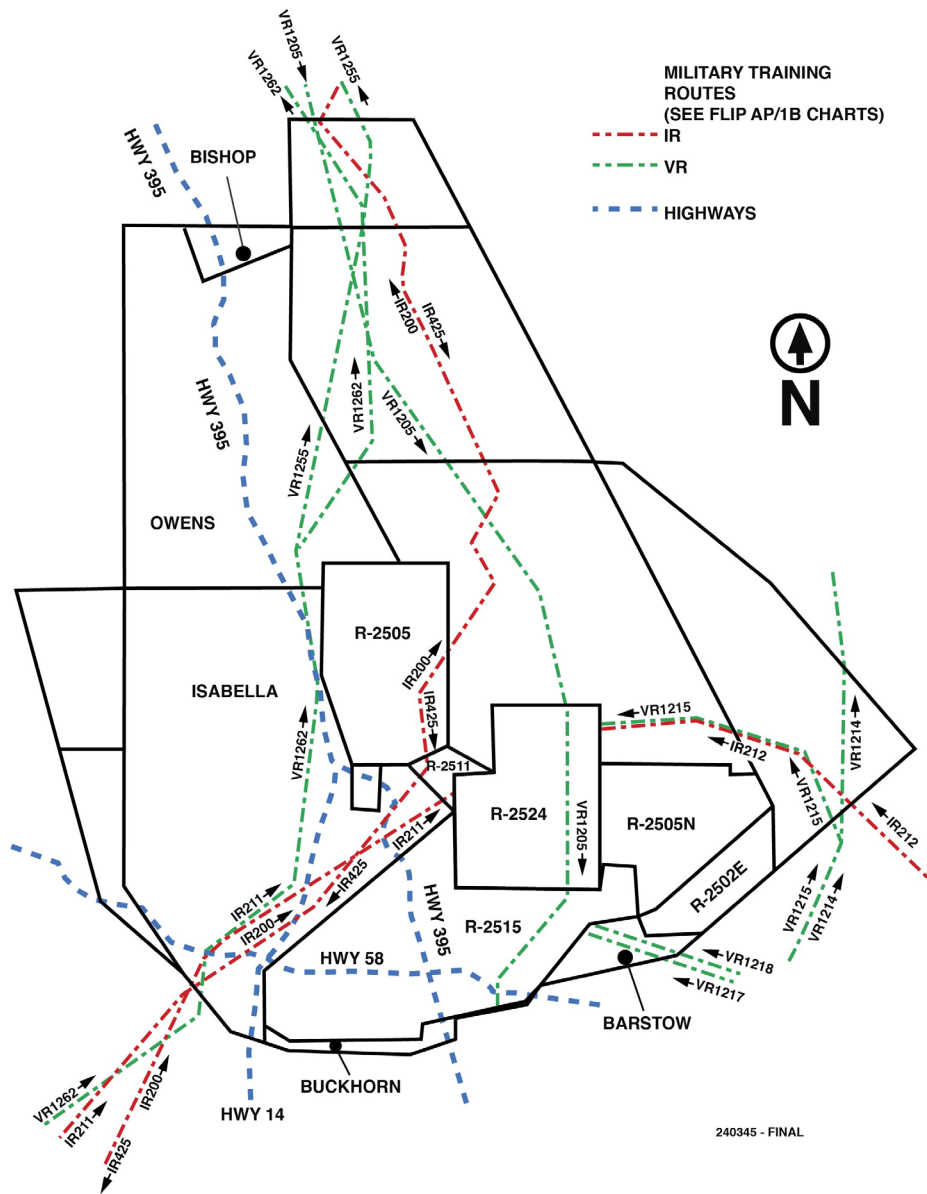 VR1262
VR1205
VR1255
MILITARY TRAINING
ROUTES
(SEE FLIP AP/1B CHARTS)
IR
VR
HIGHWAYS
HWY 395
BISHOP
IR200
IR425
N
HWY 395
VR1262
VR1205
VR1255
OWENS
R-2505
ISABELLA
IR200
IR425
VR1262
R-2511
VR1215
IR212
VR1214
VR1215
IR212
R-2524
VR1205
R-2505N
IR211
IR425
R-2502E
IR211
IR200
HWY 395
R-2515
VR1215
VR1214
HWY 58
VR1218
VR1217
BARSTOW
BUCKHORN
HWY 14
VR1262
IR211
IR200
IR425
240345 - FINAL